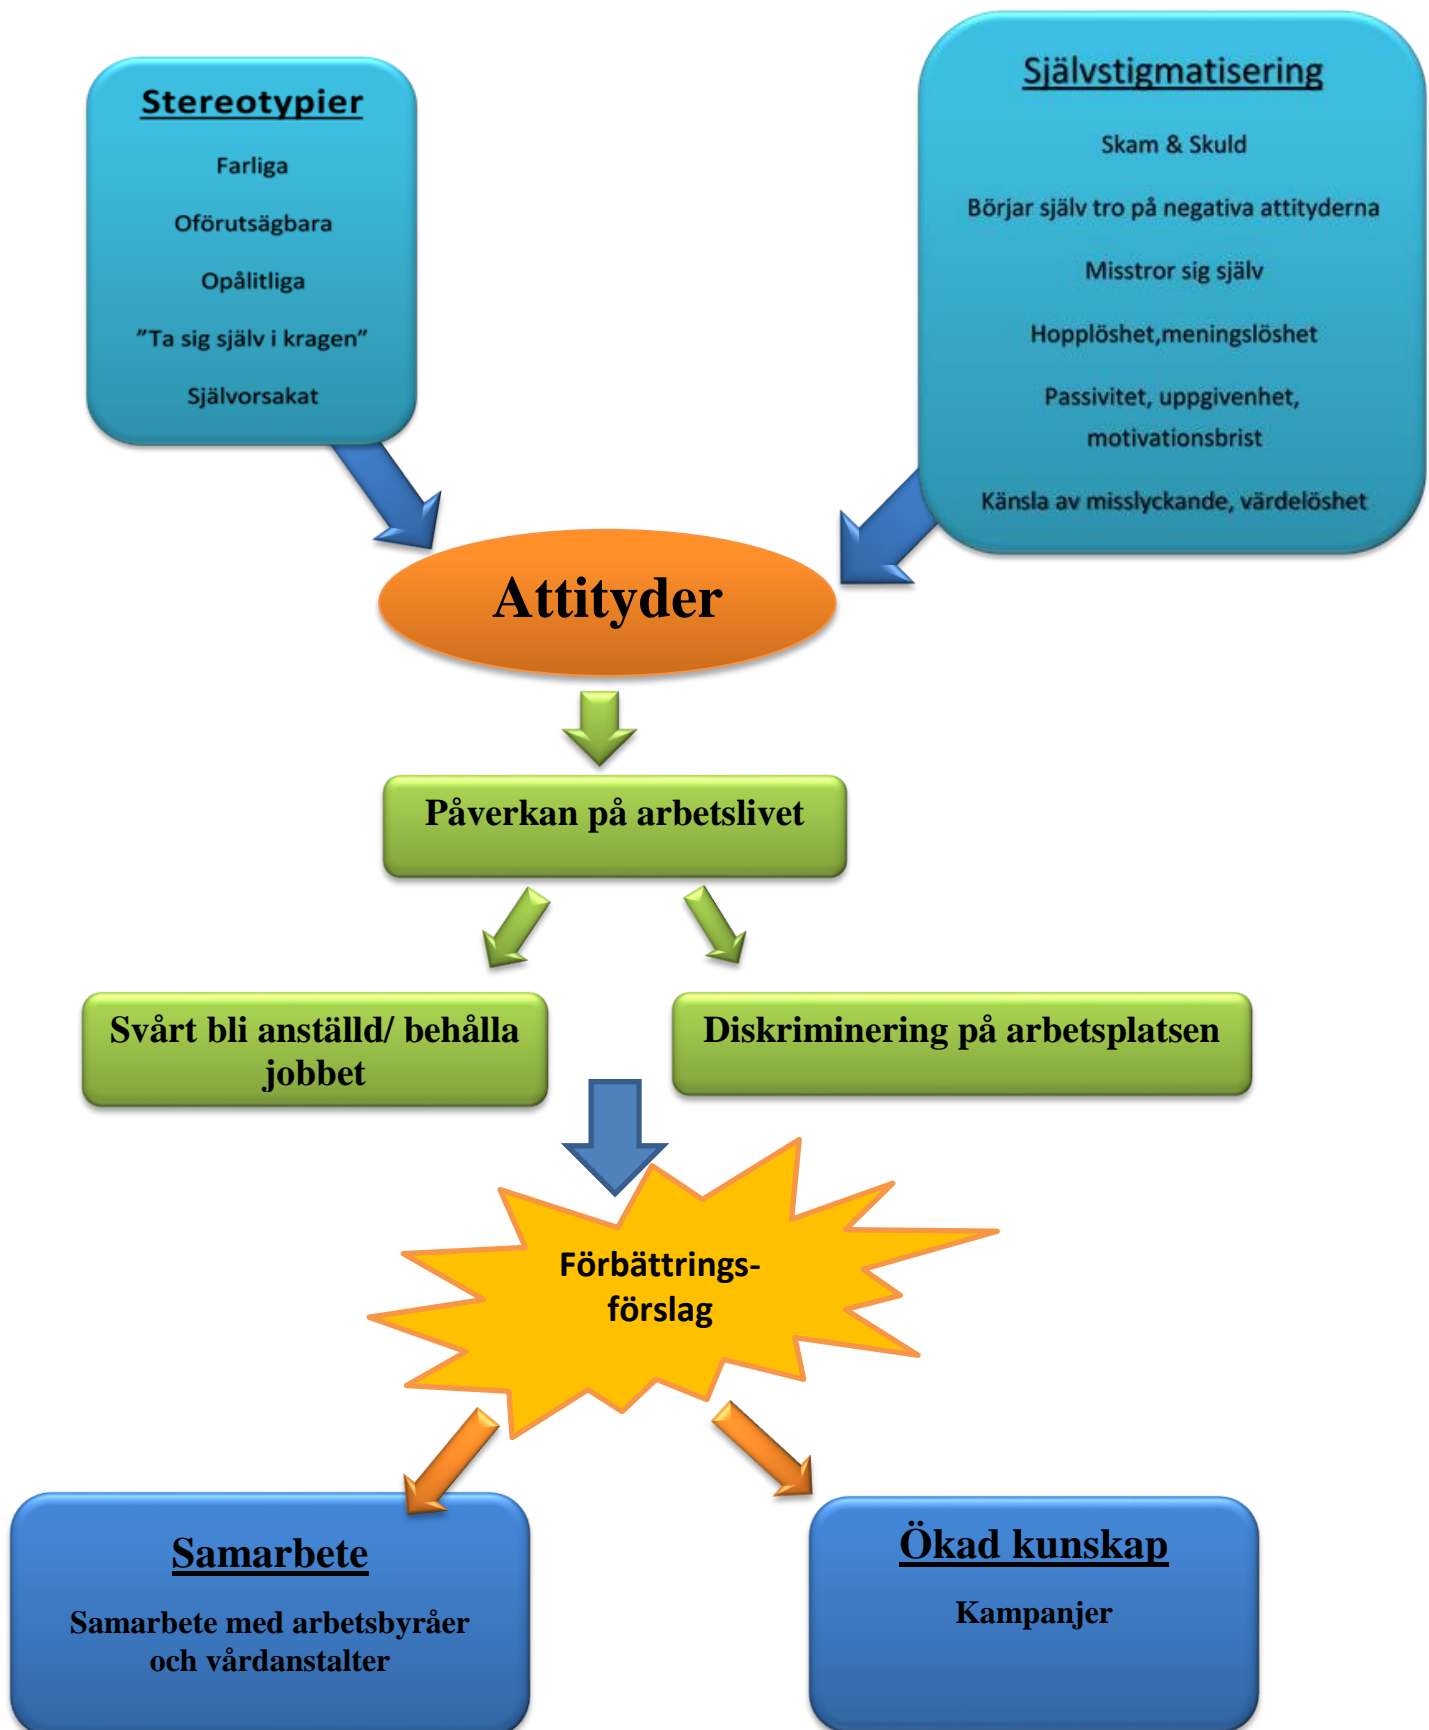 Stereotypier
Farliga
Oförutsägbara
Opålitliga
”Ta sig själv i kragen”
Självorsakat
Självstigmatisering
Skam & Skuld
Börjar själv tro på negativa attityderna
Misstror sig själv
Hopplöshet,meningslöshet
Passivitet, uppgivenhet,
motivationsbrist
Känsla av misslyckande, värdelöshet
Attityder
Påverkan på arbetslivet
Svårt bli anställd/ behålla
jobbet
Diskriminering på arbetsplatsen
Förbättrings-
förslag
Samarbete
Samarbete med arbetsbyråer
och vårdanstalter
Ökad kunskap
Kampanjer